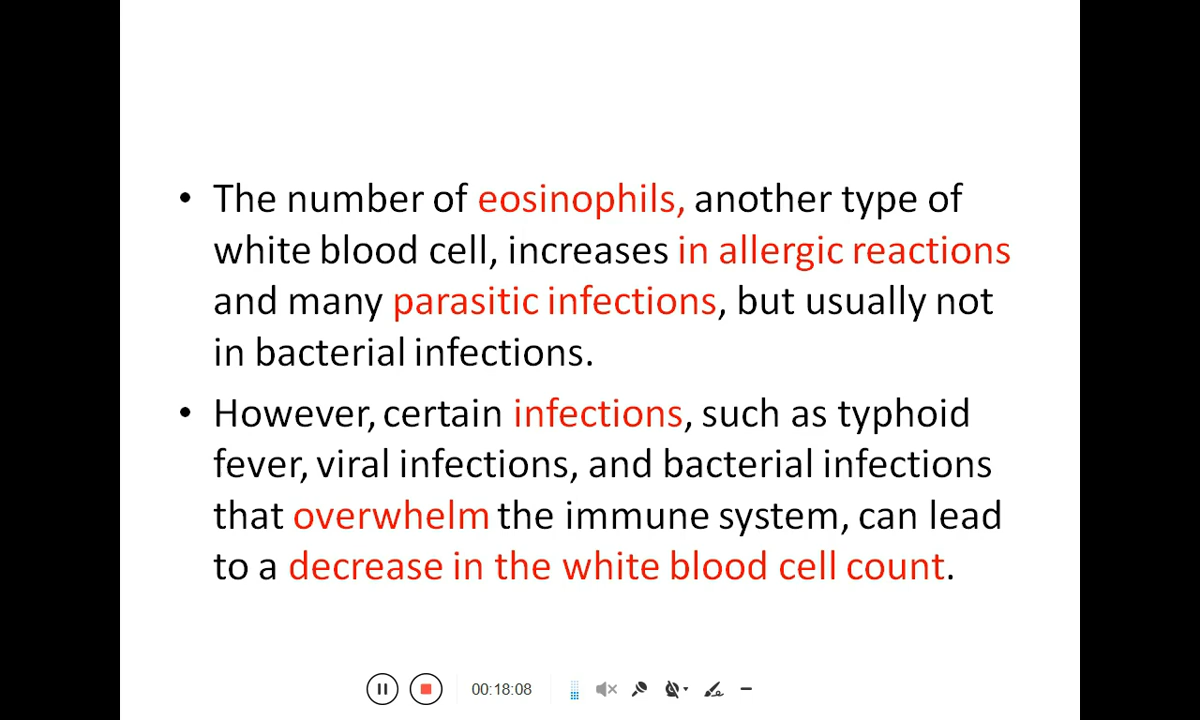 • The number of eosinophils, another type of
white blood cell, increases in allergic reactions
and many parasitic infections, but usually not
in bacterial infections.
• However, certain infections, such as typhoid
fever, viral infections, and bacterial infections
that overwhelm the immune system, can lead
to a decrease in the white blood cell count.
00:18:08